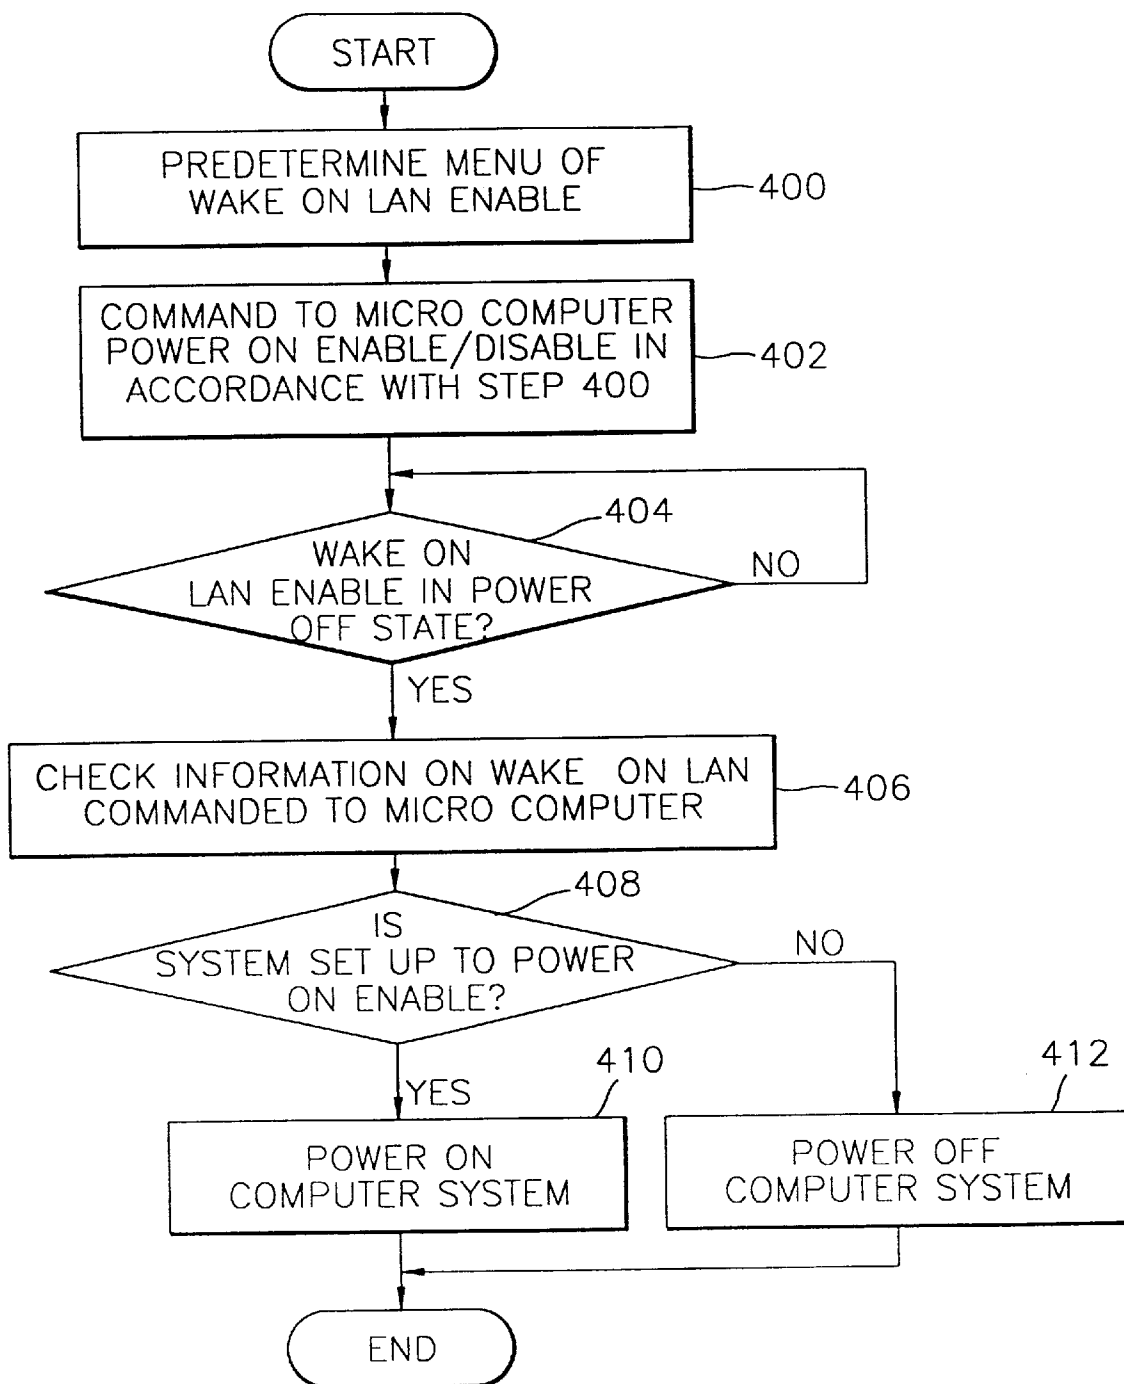 START
PREDETERMINE MENU OF
WAKE ON LAN ENABLE
400
COMMAND TO MICRO COMPUTER
POWER ON ENABLE/DISABLE IN
ACCORDANCE WITH STEP 400
402
404
WAKE ON
LAN ENABLE IN POWER
OFF STATE?
NO
YES
CHECK INFORMATION ON WAKE ON LAN
COMMANDED TO MICRO COMPUTER
406
408
IS
SYSTEM SET UP TO POWER
ON ENABLE?
NO
YES
410
412
POWER ON
COMPUTER SYSTEM
POWER OFF
COMPUTER SYSTEM
END